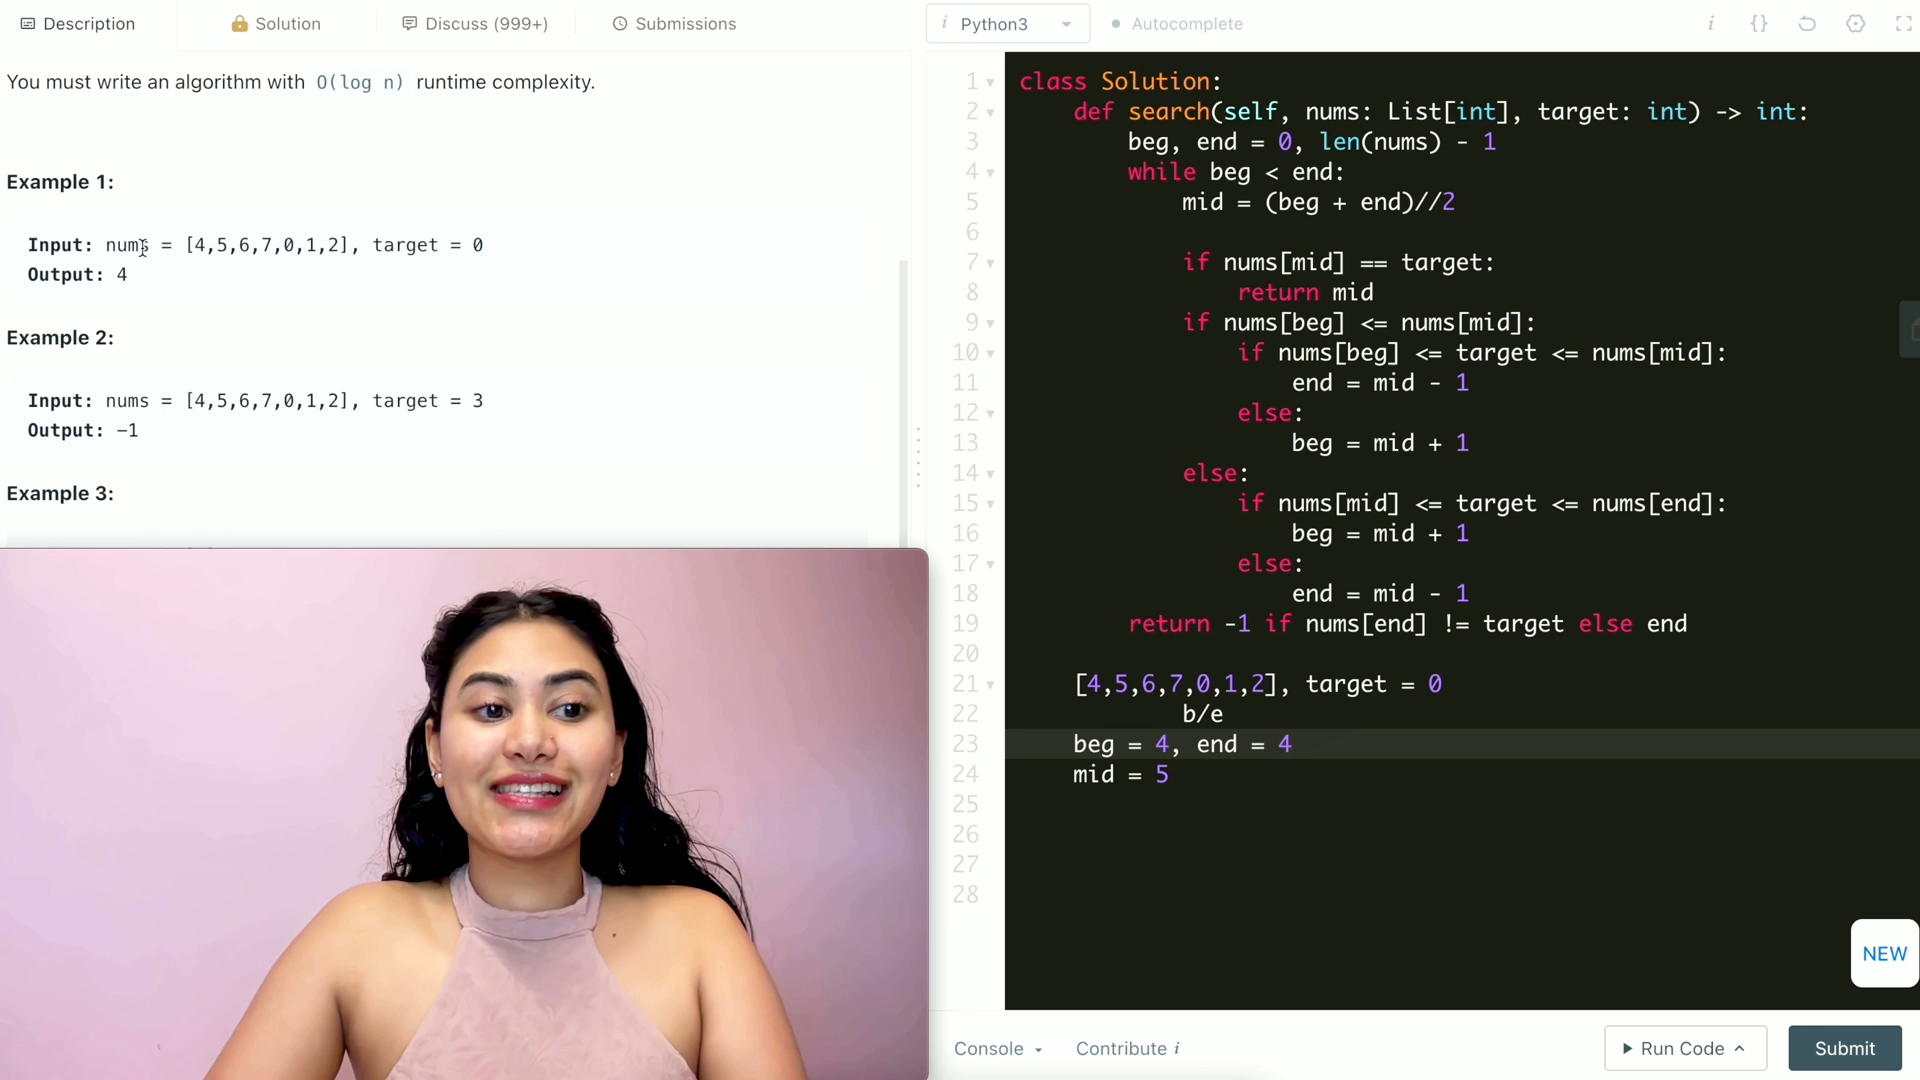 Description
Solution
Discuss (999+)
Submissions
i Python3
Autocomplete
i {}
You must write an algorithm with O(log n) runtime complexity.
Example 1:
Input: nums = [4,5,6,7,0,1,2], target = 0
Output: 4
Example 2:
Input: nums = [4,5,6,7,0,1,2], target = 3
Output: -1
Example 3:
1 class Solution:
2 def search(self, nums: List[int], target: int) -> int:
3 beg, end = 0, len(nums) - 1
4 while beg < end:
5 mid = (beg + end)//2
6
7 if nums[mid] == target:
8 return mid
9 if nums[beg] <= nums[mid]:
10 if nums[beg] <= target <= nums[mid]:
11 end = mid - 1
12 else:
13 beg = mid + 1
14 else:
15 if nums[mid] <= target <= nums[end]:
16 beg = mid + 1
17 else:
18 end = mid - 1
19 return -1 if nums[end] != target else end
20
21 [4,5,6,7,0,1,2], target = 0
22 b/e
23 beg = 4, end = 4
24 mid = 5
25
26
27
28
NEW
Console
Contribute i
Run Code
Submit